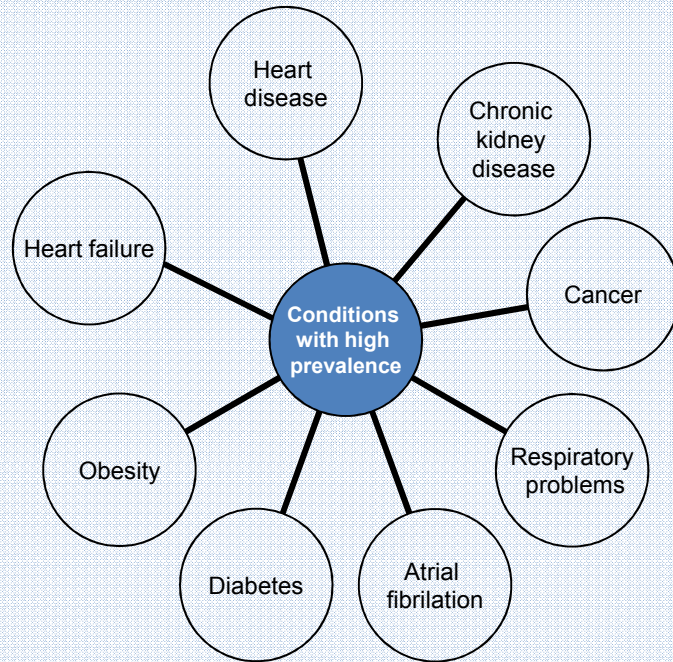 Heart
disease
Chronic
kidney
disease
Cancer
Respiratory
problems
Atrial
fibrilation
Diabetes
Obesity
Heart failure
Conditions
with high
prevalence